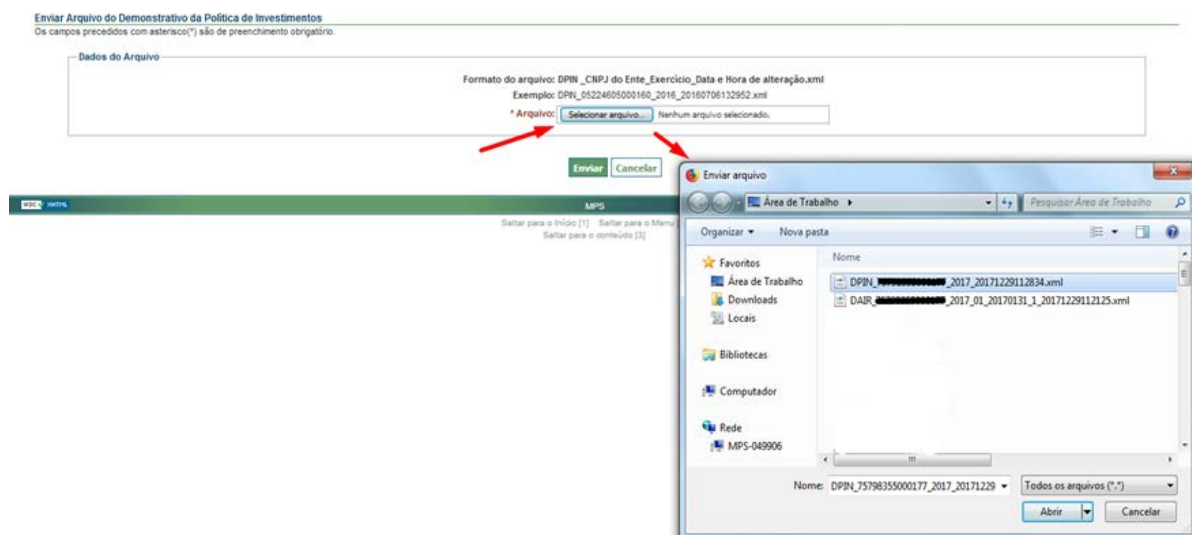 Enviar Arquivo do Demonstrativo da Política de Investimentos
Os campos precedidos com asterisco(*) são de preenchimento obrigatório.
Dados do Arquivo
Formato do arquivo: DPIN _CNPJ do Ente_Exercício_Data e Hora de alteração.xml
Exemplo: DPIN_05224605000160_2016_20160706132952.xml
* Arquivo: Selecionar arquivo... Nenhum arquivo selecionado.
Enviar Cancelar
W3C XHTML
MPS
Saltar para o Início [1] Saltar para o Menu
Saltar para o conteúdo [3]
Enviar arquivo
Área de Trabalho
Pesquisar Área de Trabalho
Organizar Nova pasta
Nome
Favoritos
Área de Trabalho
Downloads
Locais
Bibliotecas
Computador
Rede
MPS-049906
DPIN_ _2017_20171229112834.xml
DAIR_ _2017_01_20170131_1_20171229112125.xml
Nome: DPIN_75798355000177_2017_20171229
Todos os arquivos (*.*)
Abrir Cancelar